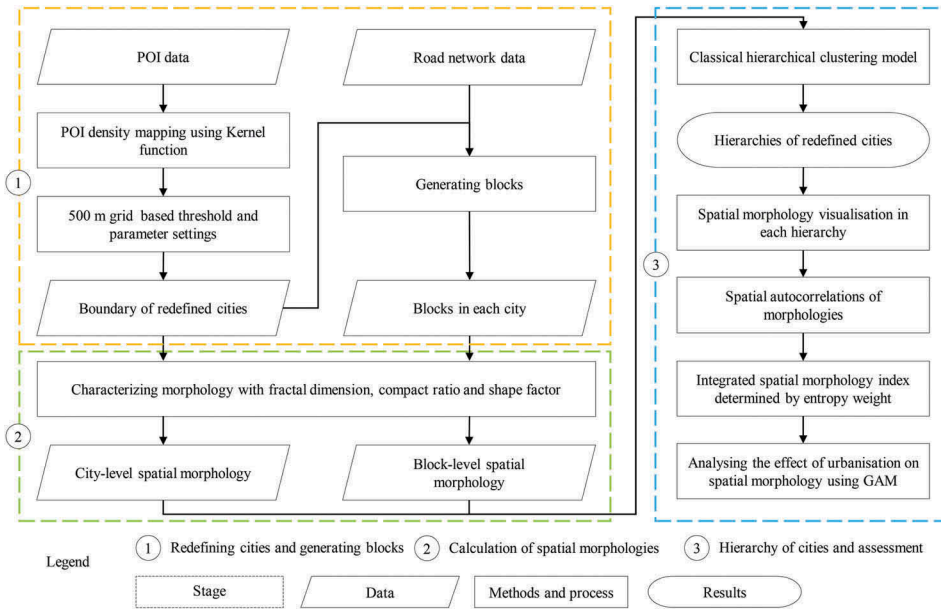 POI data
Road network data
POI density mapping using Kernel
function
1
500 m grid based threshold and
parameter settings
Generating blocks
Boundary of redefined cities
Blocks in each city
Characterizing morphology with fractal dimension, compact ratio and shape factor
2
City-level spatial morphology
Block-level spatial
morphology
Classical hierarchical clustering model
Hierarchies of redefined cities
Spatial morphology visualisation in
each hierarchy
3
Spatial autocorrelations of
morphologies
Integrated spatial morphology index
determined by entropy weight
Analysing the effect of urbanisation on
spatial morphology using GAM
Legend
1 Redefining cities and generating blocks
2 Calculation of spatial morphologies
3 Hierarchy of cities and assessment
Stage
Data
Methods and process
Results